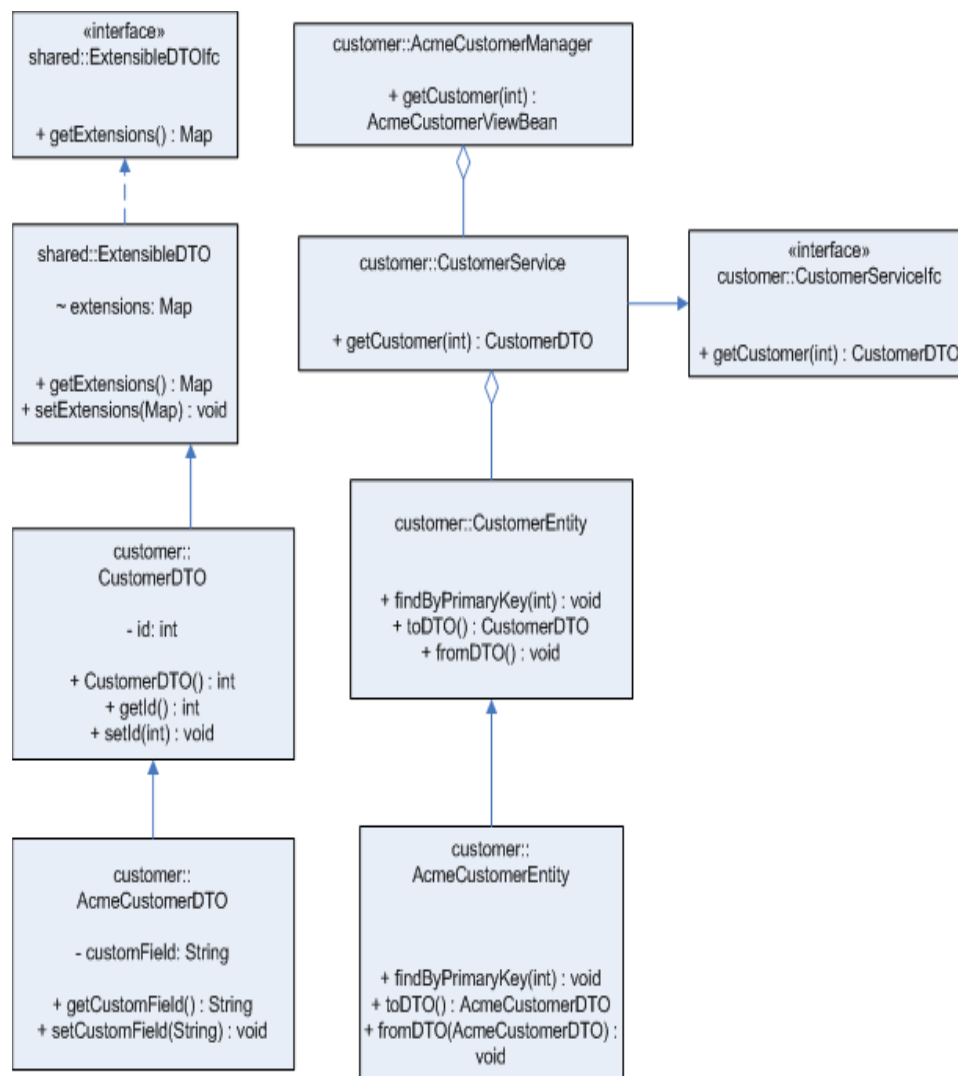 «interface»
shared::ExtensibleDTOIfc
+ getExtensions() : Map
shared::ExtensibleDTO
~ extensions: Map
+ getExtensions() : Map
+ setExtensions(Map) : void
customer::
CustomerDTO
- id: int
+ CustomerDTO() : int
+ getId() : int
+ setId(int) : void
customer::
AcmeCustomerDTO
- customField: String
+ getCustomField() : String
+ setCustomField(String) : void
customer::AcmeCustomerManager
+ getCustomer(int) :
AcmeCustomerViewBean
customer::CustomerService
+ getCustomer(int) : CustomerDTO
«interface»
customer::CustomerServiceIfc
+ getCustomer(int) : CustomerDTO
customer::CustomerEntity
+ findByPrimaryKey(int) : void
+ toDTO() : CustomerDTO
+ fromDTO() : void
customer::
AcmeCustomerEntity
+ findByPrimaryKey(int) : void
+ toDTO() : AcmeCustomerDTO
+ fromDTO(AcmeCustomerDTO) :
void